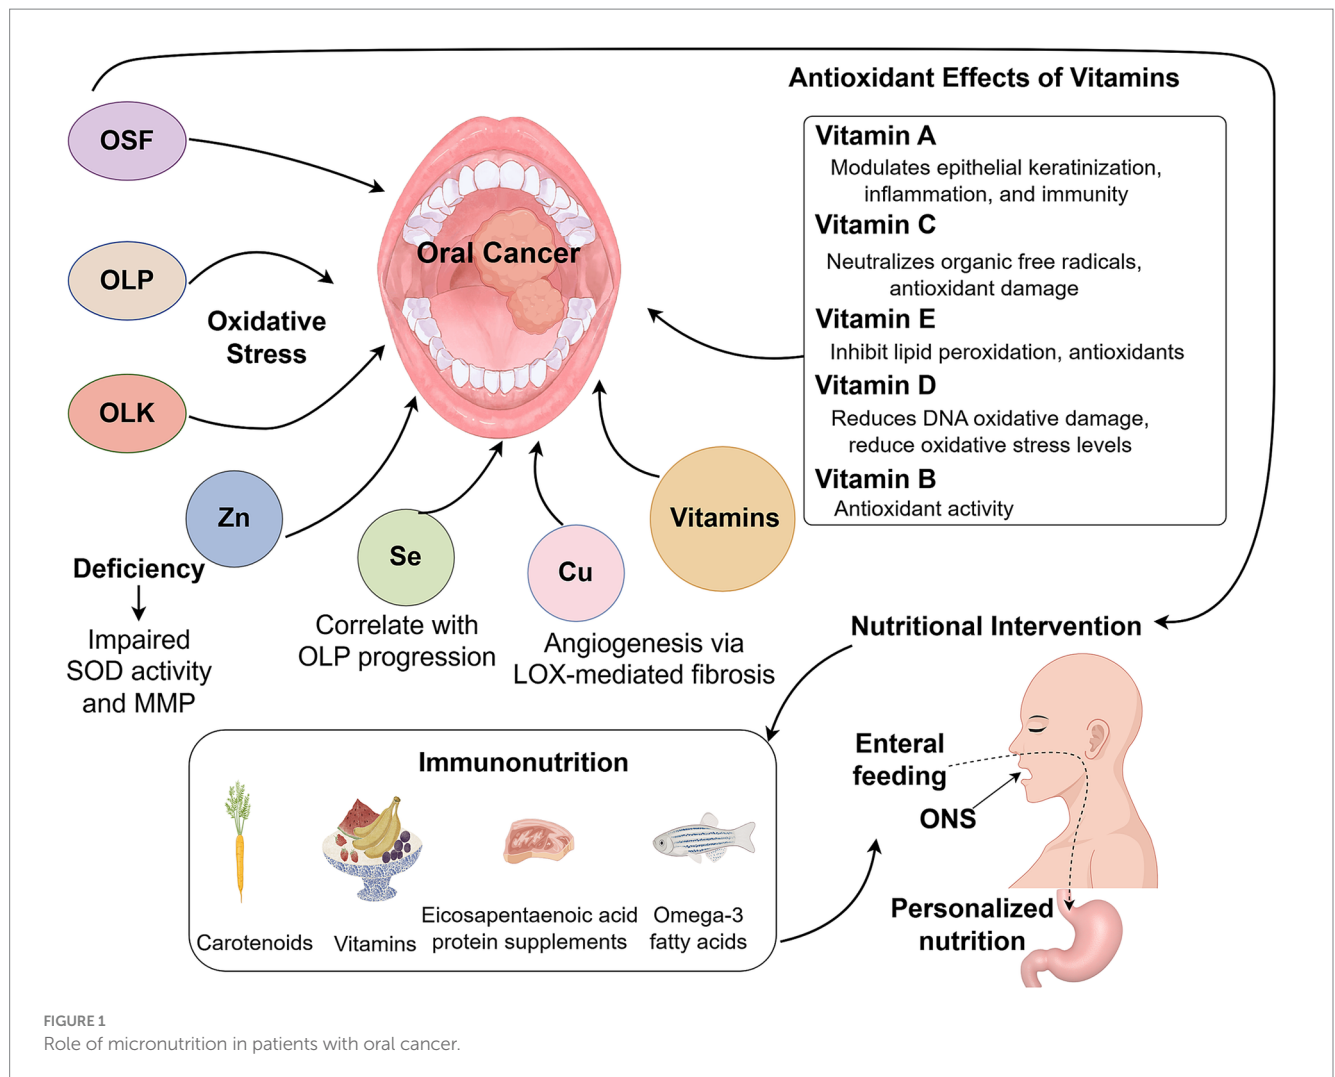 OSF
OLP
Oxidative
Stress
OLK
Oral Cancer
Antioxidant Effects of Vitamins
Vitamin A
Modulates epithelial keratinization,
inflammation, and immunity
Vitamin C
Neutralizes organic free radicals,
antioxidant damage
Vitamin E
Inhibit lipid peroxidation, antioxidants
Vitamin D
Reduces DNA oxidative damage,
reduce oxidative stress levels
Vitamin B
Antioxidant activity
Zn
Deficiency
Impaired
SOD activity
and MMP
Se
Correlate with
OLP progression
Cu
Angiogenesis via
LOX-mediated fibrosis
Vitamins
Nutritional Intervention
Immunonutrition
Carotenoids
Vitamins
Eicosapentaenoic acid
protein supplements
Omega-3
fatty acids
Enteral
feeding
ONS
Personalized
nutrition
FIGURE 1
Role of micronutrition in patients with oral cancer.